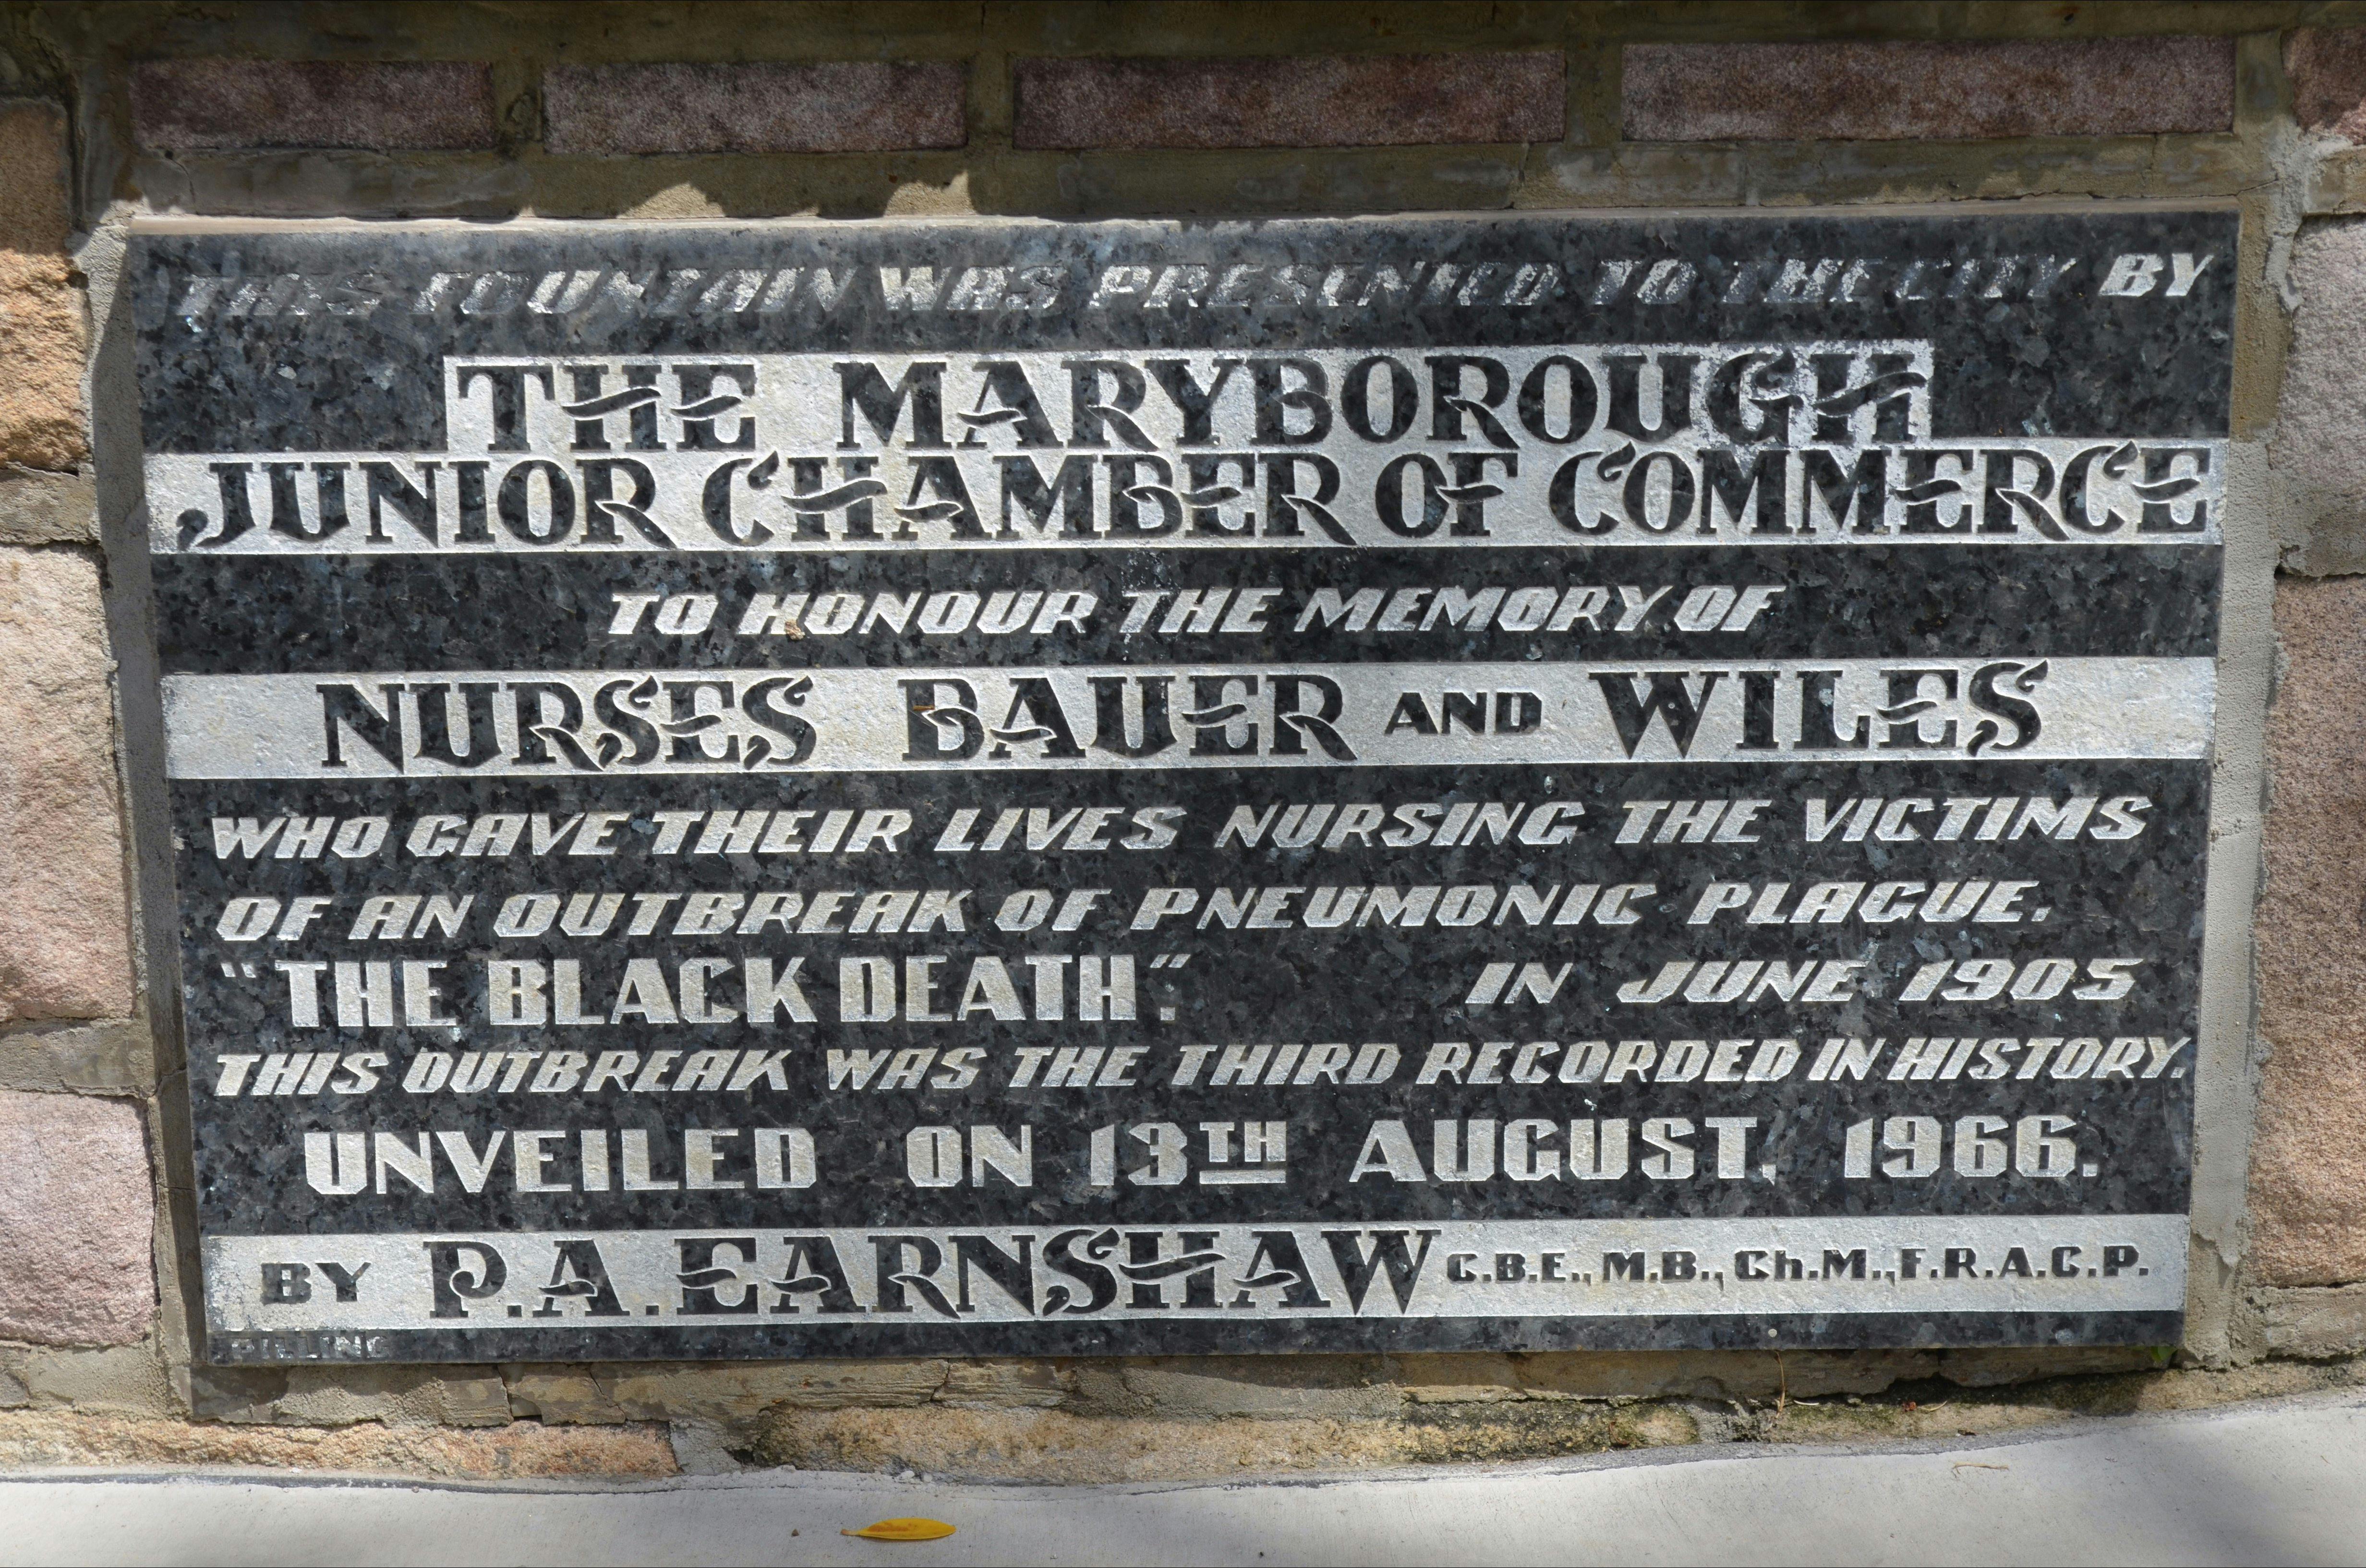 THIS FOUNTAIN WAS PRESENTED TO THE CITY BY
THE MARYBOROUGH
JUNIOR CHAMBER OF COMMERCE
TO HONOUR THE MEMORY OF
NURSES BAUER AND WILES
WHO GAVE THEIR LIVES NURSING THE VICTIMS
OF AN OUTBREAK OF PNEUMONIC PLAGUE.
"THE BLACK DEATH". IN JUNE 1905
THIS OUTBREAK WAS THE THIRD RECORDED IN HISTORY.
UNVEILED ON 13TH AUGUST, 1966.
BY P.A. EARNSHAW C.B.E., M.B., Ch.M., F.R.A.C.P.
PILLING